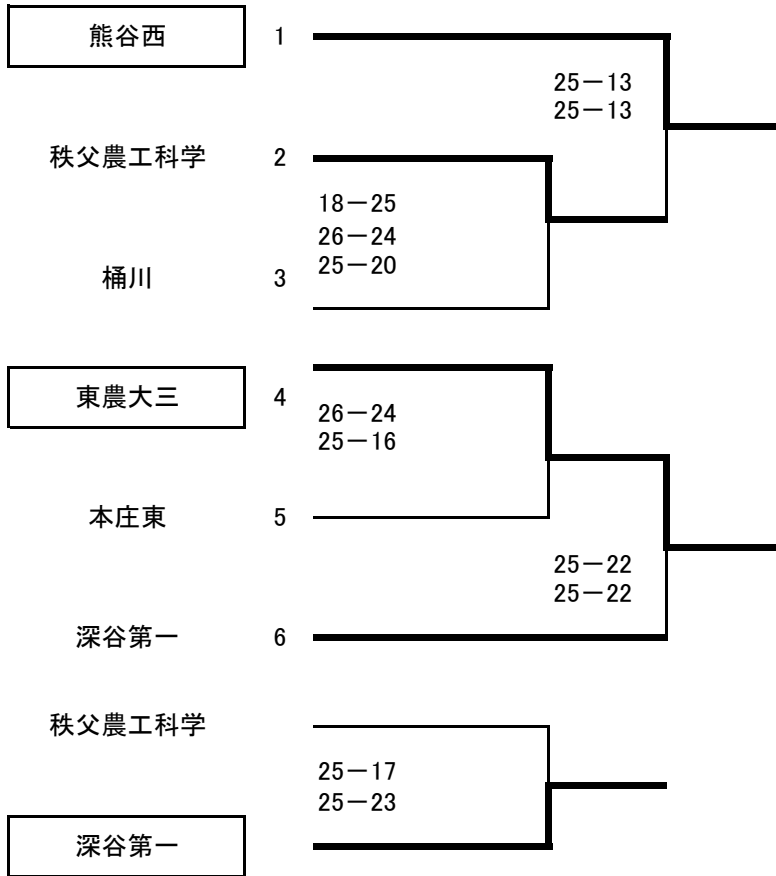 熊谷西 1
25－13
25－13
秩父農工科学 2
18－25
26－24
25－20
桶川 3
東農大三 4
26－24
25－16
本庄東 5
25－22
25－22
深谷第一 6
秩父農工科学
25－17
25－23
深谷第一